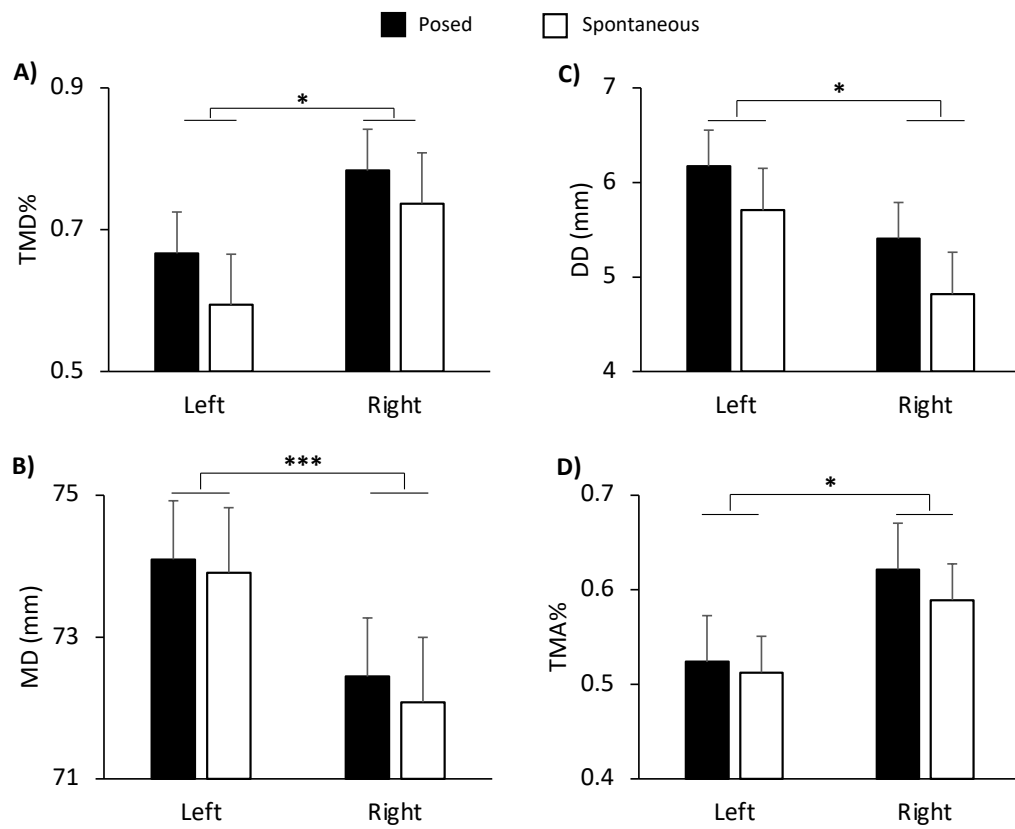 Posed Spontaneous
A)
0.9
0.7
0.5
TMD%
*
Left Right
C)
7
6
5
4
DD (mm)
*
Left Right
B)
75
73
71
MD (mm)
***
Left Right
D)
0.7
0.6
0.5
0.4
TMA%
*
Left Right